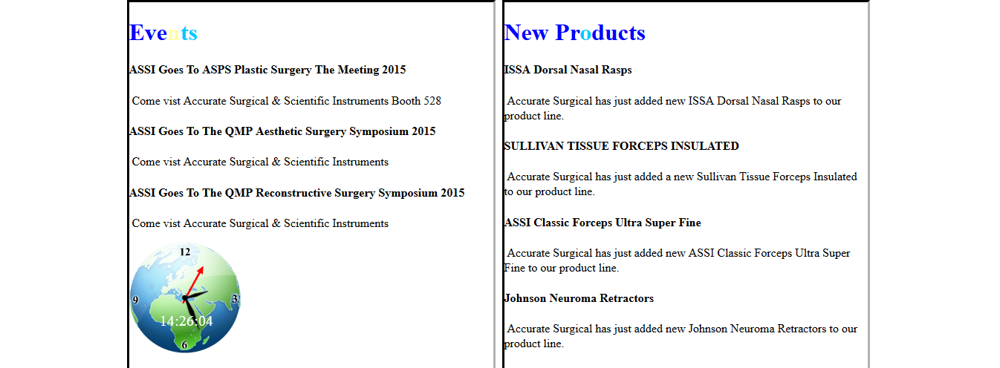 Events
ASSI Goes To ASPS Plastic Surgery The Meeting 2015
Come vist Accurate Surgical & Scientific Instruments Booth 528
ASSI Goes To The QMP Aesthetic Surgery Symposium 2015
Come vist Accurate Surgical & Scientific Instruments
ASSI Goes To The QMP Reconstructive Surgery Symposium 2015
Come vist Accurate Surgical & Scientific Instruments
12
9
3
14:26:04
6
New Products
ISSA Dorsal Nasal Rasps
Accurate Surgical has just added new ISSA Dorsal Nasal Rasps to our
product line.
SULLIVAN TISSUE FORCEPS INSULATED
Accurate Surgical has just added a new Sullivan Tissue Forceps Insulated
to our product line.
ASSI Classic Forceps Ultra Super Fine
Accurate Surgical has just added new ASSI Classic Forceps Ultra Super
Fine to our product line.
Johnson Neuroma Retractors
Accurate Surgical has just added new Johnson Neuroma Retractors to our
product line.